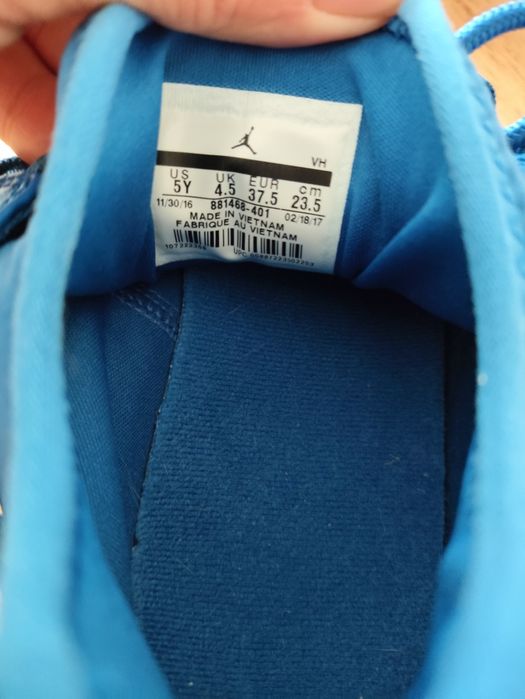 VH
US UK EUR cm
5Y 4.5 37.5 23.5
11/30/16 881468-401 02/18/17
MADE IN VIETNAM
FABRIQUE AU VIETNAM
UPC